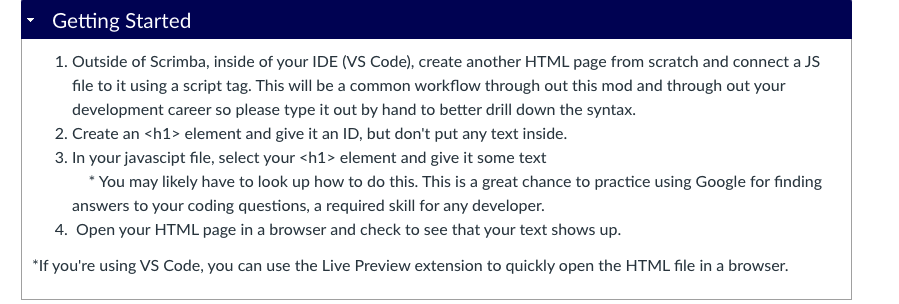 Getting Started
1. Outside of Scrimba, inside of your IDE (VS Code), create another HTML page from scratch and connect a JS
file to it using a script tag. This will be a common workflow through out this mod and through out your
development career so please type it out by hand to better drill down the syntax.
2. Create an <h1> element and give it an ID, but don't put any text inside.
3. In your javascipt file, select your <h1> element and give it some text
* You may likely have to look up how to do this. This is a great chance to practice using Google for finding
answers to your coding questions, a required skill for any developer.
4. Open your HTML page in a browser and check to see that your text shows up.
*If you're using VS Code, you can use the Live Preview extension to quickly open the HTML file in a browser.